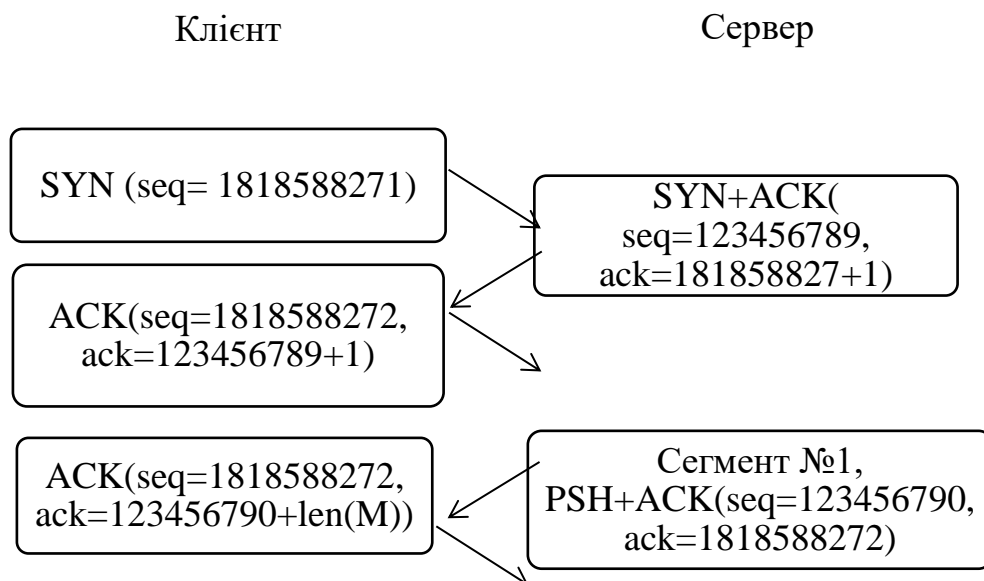 Клієнт
Сервер
SYN (seq= 1818588271)
SYN+ACK(
seq=123456789,
ack=181858827+1)
ACK(seq=1818588272,
ack=123456789+1)
ACK(seq=1818588272,
ack=123456790+len(M))
Сегмент №1,
PSH+ACK(seq=123456790,
ack=1818588272)